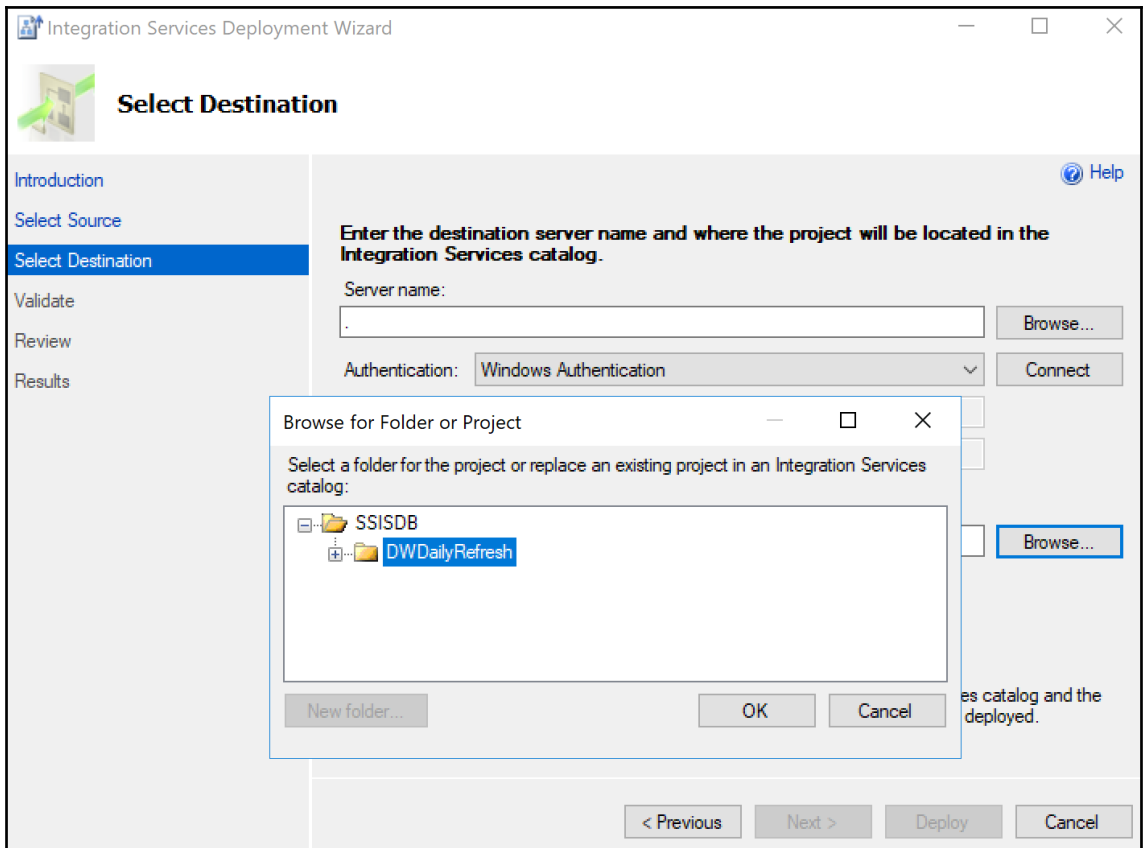 Integration Services Deployment Wizard
Select Destination
Help
Introduction
Select Source
Select Destination
Validate
Review
Results
Enter the destination server name and where the project will be located in the
Integration Services catalog.
Server name:
.
Browse...
Authentication:
Windows Authentication
Connect
Browse for Folder or Project
Select a folder for the project or replace an existing project in an Integration Services
catalog:
SSISDB
DWDailyRefresh
Browse...
New folder...
OK
Cancel
es catalog and the
deployed.
< Previous
Next >
Deploy
Cancel